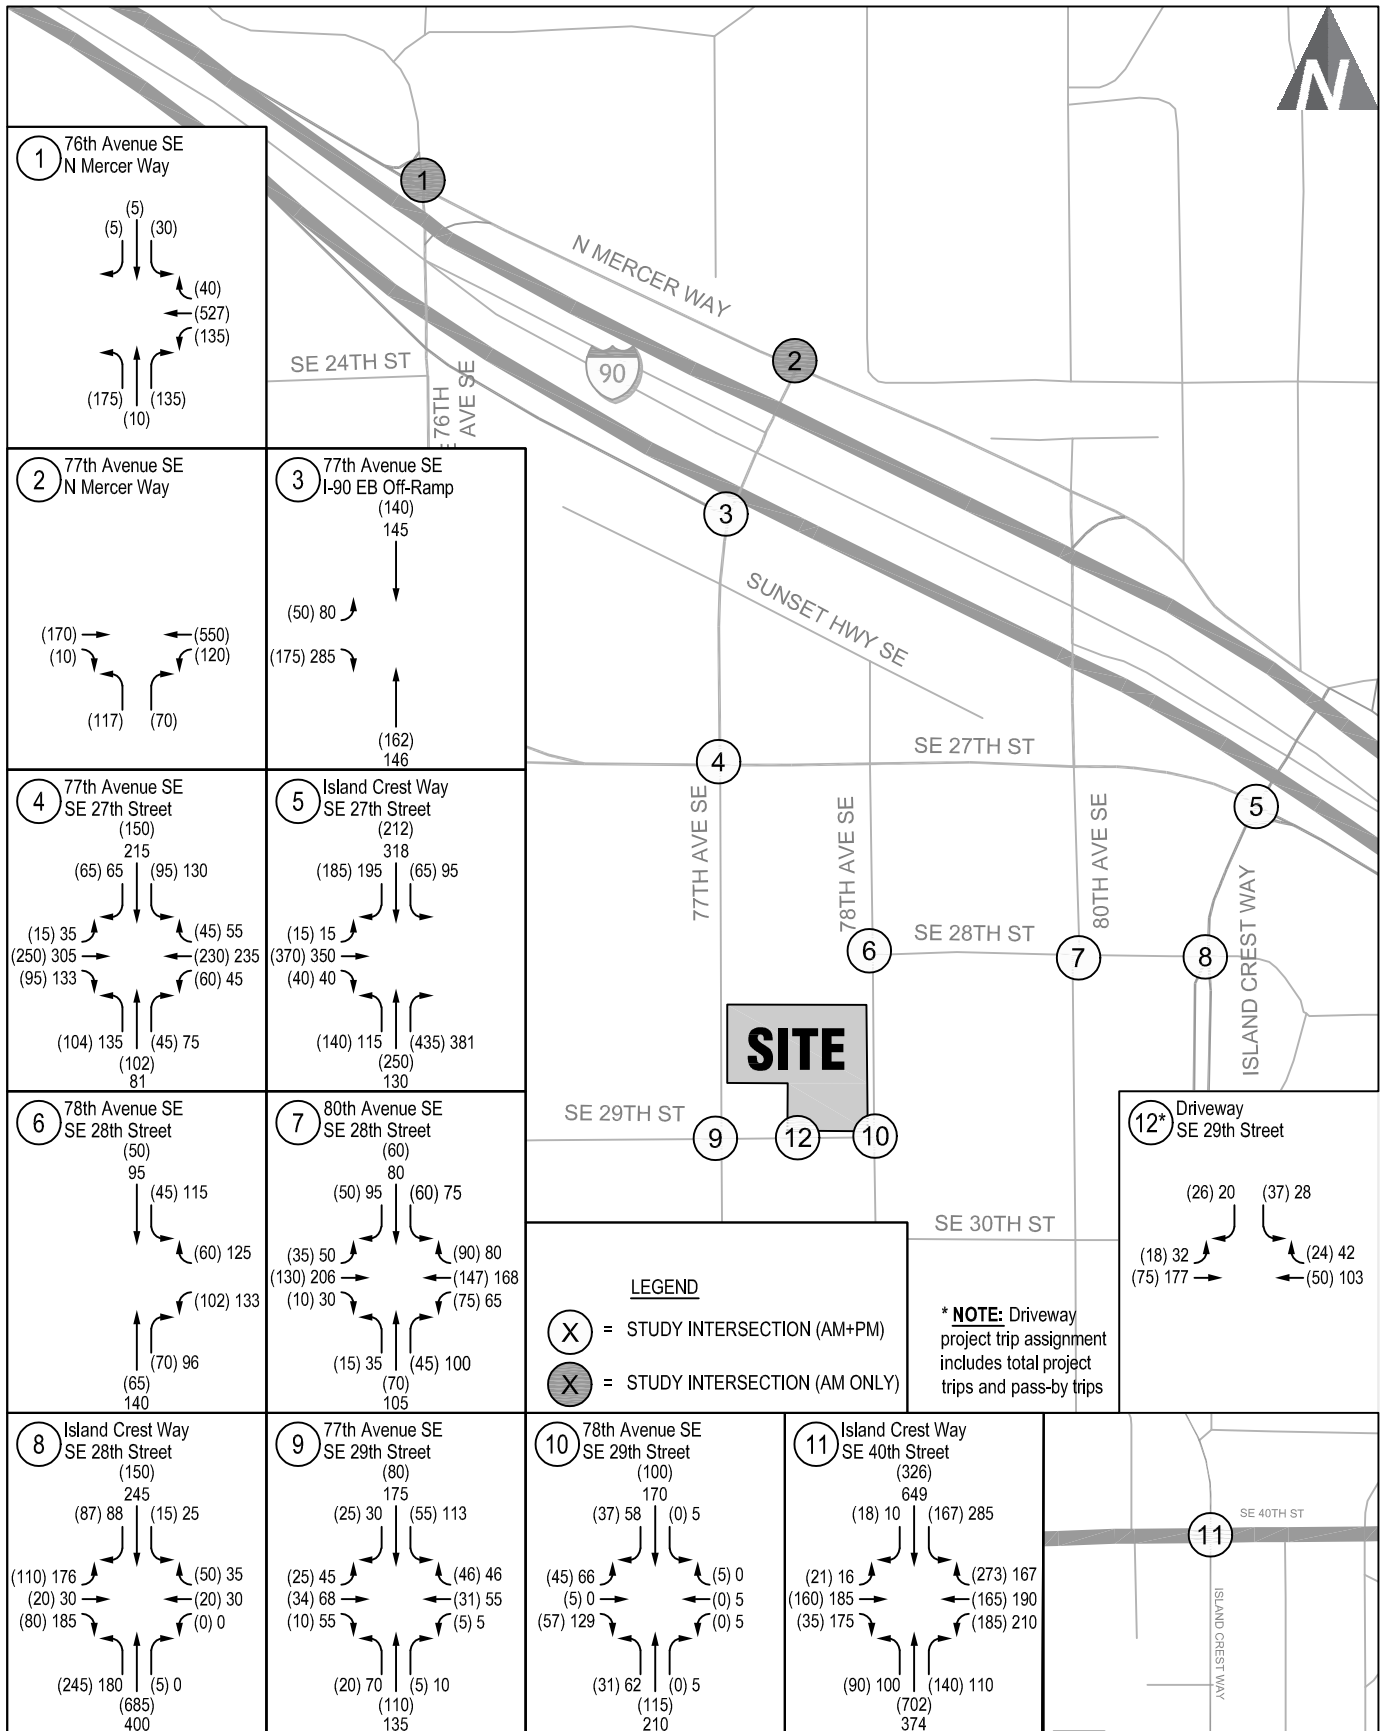 N
1
76th Avenue SE
N Mercer Way
(5)
(5) (30)
(40)
(527)
(135)
(175) (135)
(10)
2
77th Avenue SE
N Mercer Way
(170) (550)
(10) (120)
(117) (70)
3
77th Avenue SE
I-90 EB Off-Ramp
(140)
145
(50) 80
(175) 285
(162)
146
4
77th Avenue SE
SE 27th Street
(150)
215
(65) 65 (95) 130
(15) 35 (45) 55
(250) 305 (230) 235
(95) 133 (60) 45
(104) 135 (45) 75
(102)
81
5
Island Crest Way
SE 27th Street
(212)
318
(185) 195 (65) 95
(15) 15
(370) 350
(40) 40
(140) 115 (435) 381
(250)
130
6
78th Avenue SE
SE 28th Street
(50)
95
(45) 115
(60) 125
(102) 133
(70) 96
(65)
140
7
80th Avenue SE
SE 28th Street
(60)
80
(50) 95 (60) 75
(35) 50 (90) 80
(130) 206 (147) 168
(10) 30 (75) 65
(15) 35 (45) 100
(70)
105
8
Island Crest Way
SE 28th Street
(150)
245
(87) 88 (15) 25
(110) 176 (50) 35
(20) 30 (20) 30
(80) 185 (0) 0
(245) 180 (5) 0
(685)
400
9
77th Avenue SE
SE 29th Street
(80)
175
(25) 30 (55) 113
(25) 45 (46) 46
(34) 68 (31) 55
(10) 55 (5) 5
(20) 70 (5) 10
(110)
135
10
78th Avenue SE
SE 29th Street
(100)
170
(37) 58 (0) 5
(45) 66 (5) 0
(5) 0 (0) 5
(57) 129 (0) 5
(31) 62 (0) 5
(115)
210
11
Island Crest Way
SE 40th Street
(326)
649
(18) 10 (167) 285
(21) 16 (273) 167
(160) 185 (165) 190
(35) 175 (185) 210
(90) 100 (140) 110
(702)
374
12*
Driveway
SE 29th Street
(26) 20 (37) 28
(18) 32 (24) 42
(75) 177 (50) 103
LEGEND
X = STUDY INTERSECTION (AM+PM)
X = STUDY INTERSECTION (AM ONLY)
* NOTE: Driveway
project trip assignment
includes total project
trips and pass-by trips
1
N MERCER WAY
2
90
SE 24TH ST
76TH
AVE SE
3
SUNSET HWY SE
4
SE 27TH ST
5
77TH AVE SE
78TH AVE SE
80TH AVE SE
ISLAND CREST WAY
6
SE 28TH ST
7
8
SITE
SE 29TH ST
9
12
10
SE 30TH ST
SE 40TH ST
11
ISLAND CREST WAY